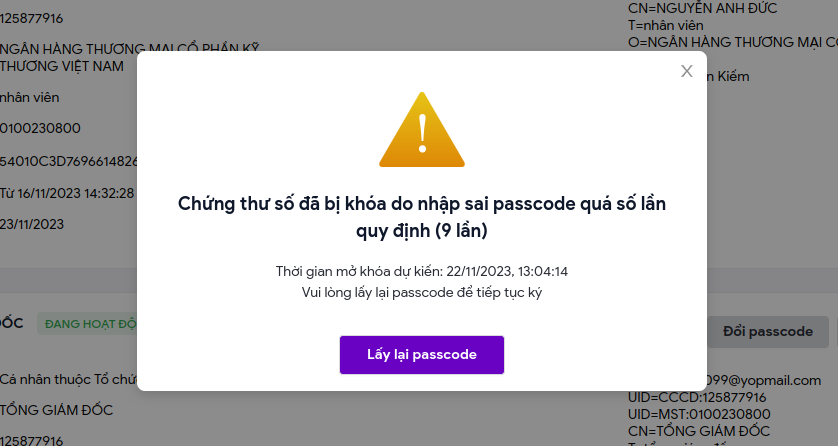 125877916
NGÂN HÀNG THƯƠNG MẠI CỔ PHẦN KỸ
THƯƠNG VIỆT NAM
nhân viên
0100230800
54010C3D7696614826
Từ 16/11/2023 14:32:28
23/11/2023
CN=NGUYỄN ANH ĐỨC
T=nhân viên
O=NGÂN HÀNG THƯƠNG MẠI C
Kiếm
Chứng thư số đã bị khóa do nhập sai passcode quá số lần
quy định (9 lần)
Thời gian mở khóa dự kiến: 22/11/2023, 13:04:14
Vui lòng lấy lại passcode để tiếp tục ký
Lấy lại passcode
ĐỐC
ĐANG HOẠT ĐỘ
Đổi passcode
Cá nhân thuộc Tổ chứ
TỔNG GIÁM ĐỐC
125877916
099@yopmail.com
UID=CCCD:125877916
UID=MST:0100230800
CN=TỔNG GIÁM ĐỐC